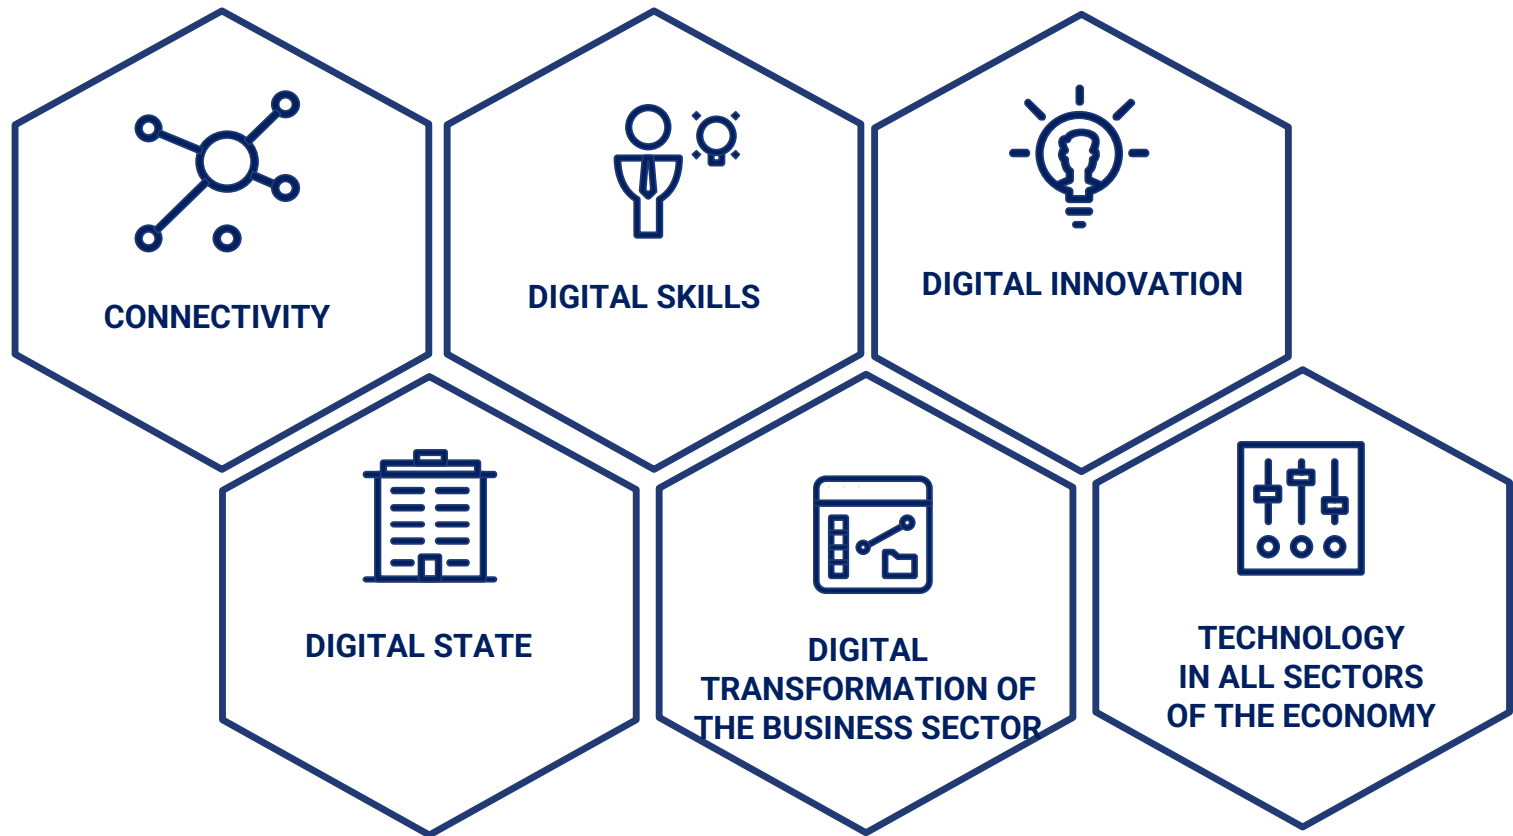 CONNECTIVITY
DIGITAL SKILLS
DIGITAL INNOVATION
DIGITAL STATE
DIGITAL
TRANSFORMATION OF
THE BUSINESS SECTOR
TECHNOLOGY
IN ALL SECTORS
OF THE ECONOMY